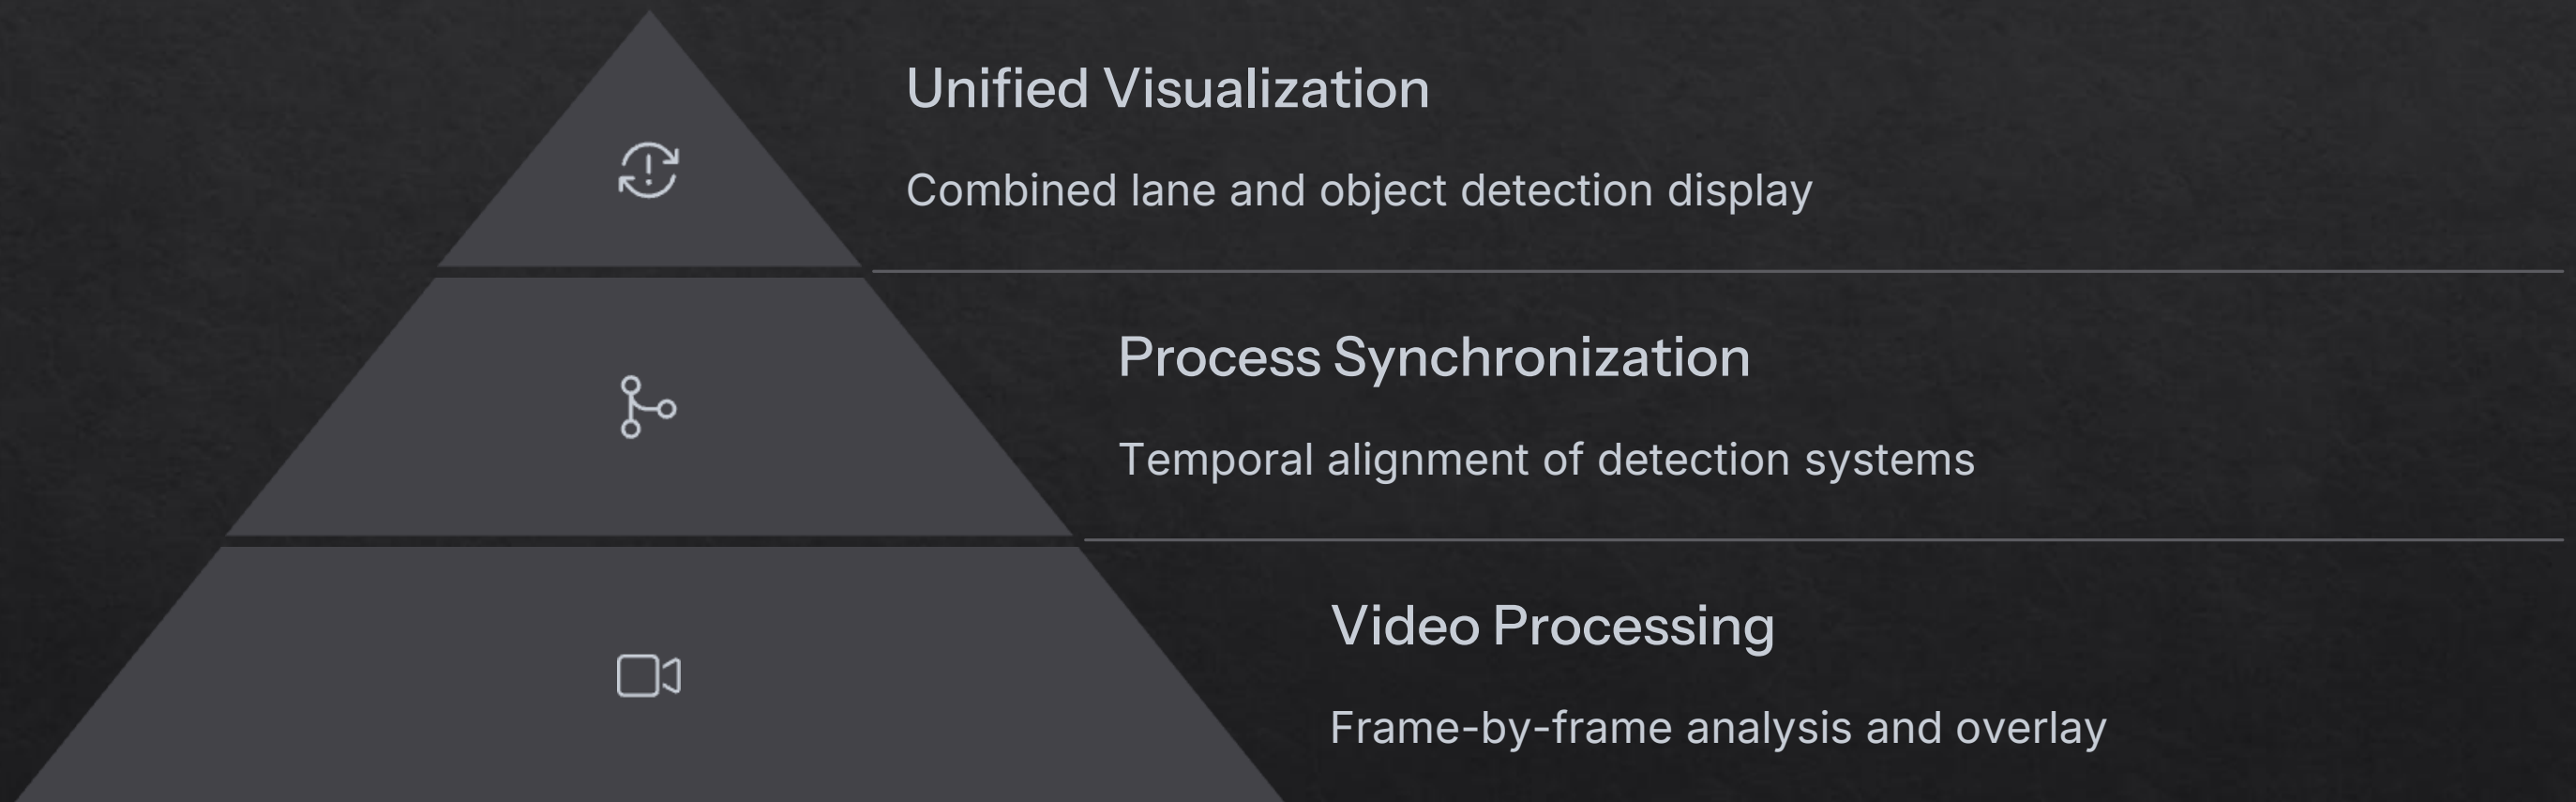 Unified Visualization
Combined lane and object detection display
Process Synchronization
Temporal alignment of detection systems
Video Processing
Frame-by-frame analysis and overlay